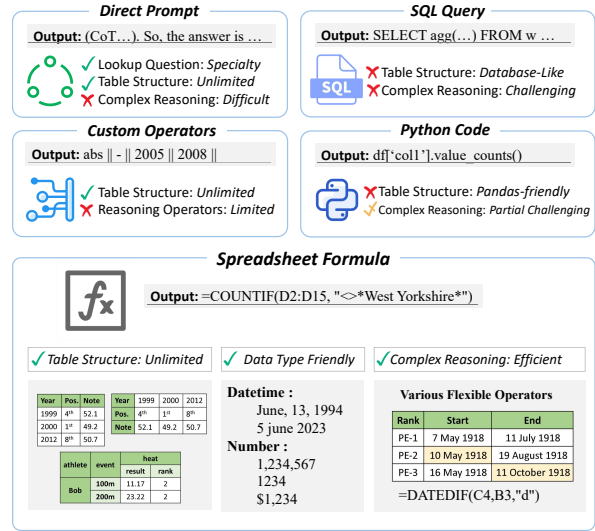 Direct Prompt
Output: (CoT…). So, the answer is …
Lookup Question: Specialty
Table Structure: Unlimited
Complex Reasoning: Difficult
SQL Query
Output: SELECT agg(…) FROM w …
SQL
Table Structure: Database-Like
Complex Reasoning: Challenging
Custom Operators
Output: abs || - || 2005 || 2008 ||
Table Structure: Unlimited
Reasoning Operators: Limited
Python Code
Output: df[‘col1’].value_counts()
Table Structure: Pandas-friendly
Complex Reasoning: Partial Challenging
Spreadsheet Formula
fx
Output: =COUNTIF(D2:D15, "<>*West Yorkshire*")
Table Structure: Unlimited
Year Pos. Note
1999 4th 52.1
2000 1st 49.2
2012 8th 50.7
Year 1999 2000 2012
Pos. 4th 1st 8th
Note 52.1 49.2 50.7
athlete event heat
result rank
Bob 100m 11.17 2
200m 23.22 2
Data Type Friendly
Datetime :
June, 13, 1994
5 june 2023
Number :
1,234,567
1234
$1,234
Complex Reasoning: Efficient
Various Flexible Operators
Rank Start End
PE-1 7 May 1918 11 July 1918
PE-2 10 May 1918 19 August 1918
PE-3 16 May 1918 11 October 1918
=DATEDIF(C4,B3,"d")